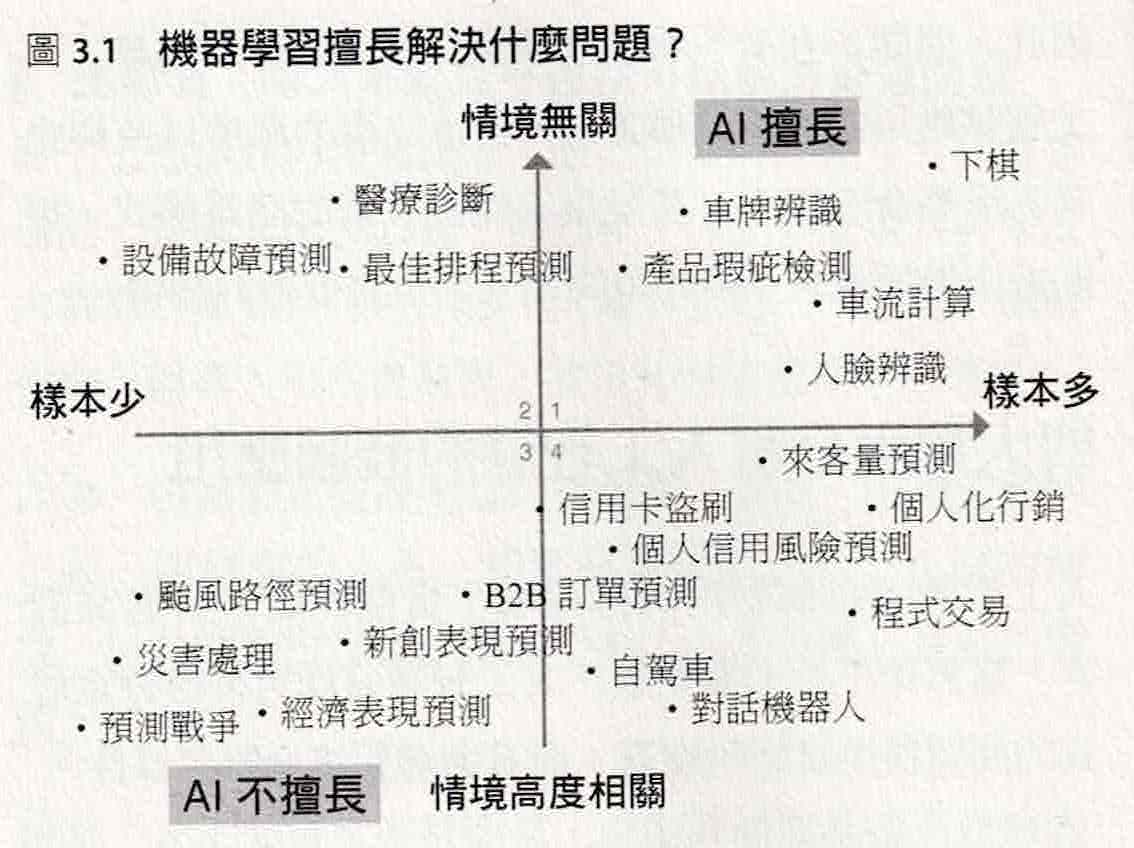 圖 3.1 機器學習擅長解決什麼問題？
情境無關
AI 擅長
• 下棋
• 醫療診斷
• 車牌辨識
• 設備故障預測
• 最佳排程預測
• 產品瑕疵檢測
• 車流計算
• 人臉辨識
樣本少
樣本多
2 1
3 4
• 來客量預測
• 信用卡盜刷
• 個人化行銷
• 個人信用風險預測
• 颱風路徑預測
• B2B 訂單預測
• 程式交易
• 新創表現預測
• 災害處理
• 自駕車
• 預測戰爭
• 經濟表現預測
• 對話機器人
AI 不擅長
情境高度相關